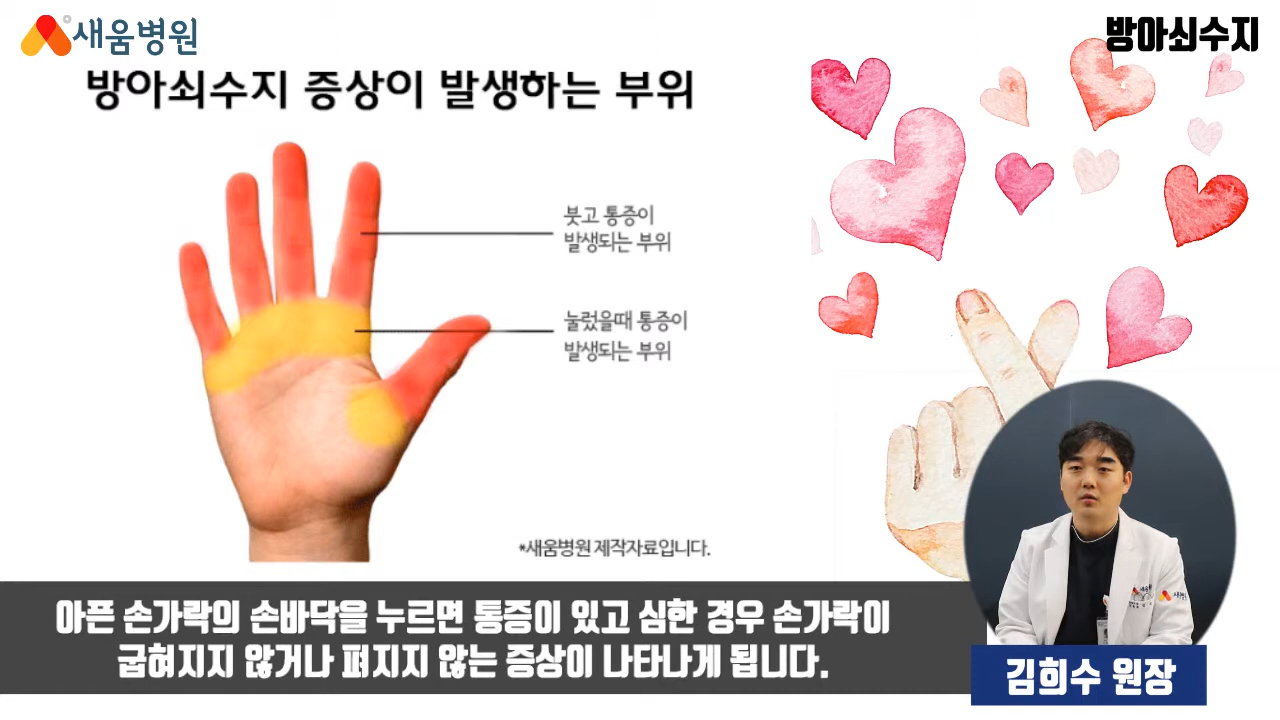 새움병원
방아쇠수지
방아쇠수지 증상이 발생하는 부위
붓고 통증이
발생되는 부위
눌렀을때 통증이
발생되는 부위
*새움병원 제작자료입니다.
아픈 손가락의 손바닥을 누르면 통증이 있고 심한 경우 손가락이
굽혀지지 않거나 펴지지 않는 증상이 나타나게 됩니다.
김희수 원장